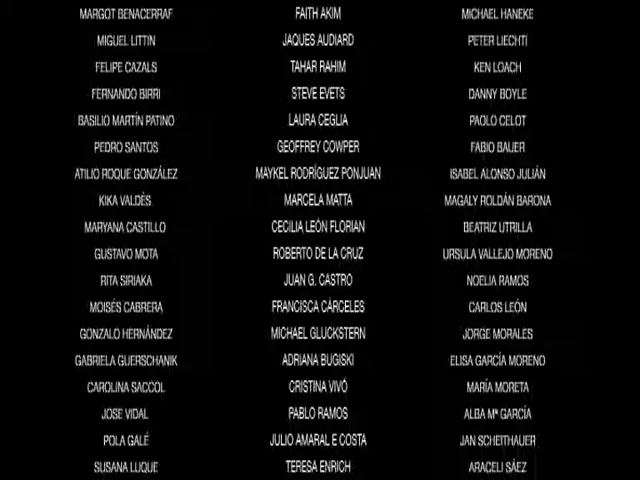 MARGOT BENACERRAF FAITH AKIM MICHAEL HANEKE
MIGUEL LITTIN JAQUES AUDIARD PETER LIECHTI
FELIPE CAZALS TAHAR RAHIM KEN LOACH
FERNANDO BIRRI STEVE EVETS DANNY BOYLE
BASILIO MARTÍN PATINO LAURA CEGLIA PAOLO CELOT
PEDRO SANTOS GEOFFREY COWPER FABIO BAUER
ATILIO ROQUE GONZÁLEZ MAYKEL RODRÍGUEZ PONJUAN ISABEL ALONSO JULIÁN
KIKA VALDÉS MARCELA MATTA MAGALY ROLDÁN BARONA
MARYANA CASTILLO CECILIA LEÓN FLORIAN BEATRIZ UTRILLA
GUSTAVO MOTA ROBERTO DE LA CRUZ URSULA VALLEJO MORENO
RITA SIRIAKA JUAN G. CASTRO NOELIA RAMOS
MOISÉS CABRERA FRANCISCA CÁRCELES CARLOS LEÓN
GONZALO HERNÁNDEZ MICHAEL GLUCKSTERN JORGE MORALES
GABRIELA GUERSCHANIK ADRIANA BUGISKI ELISA GARCÍA MORENO
CAROLINA SACCOL CRISTINA VIVÓ MARÍA MORETA
JOSE VIDAL PABLO RAMOS ALBA Mª GARCÍA
POLA GALÉ JULIO AMARAL E COSTA JAN SCHEITHAUER
SUSANA LUQUE TERESA ENRICH ARACELI SÁEZ